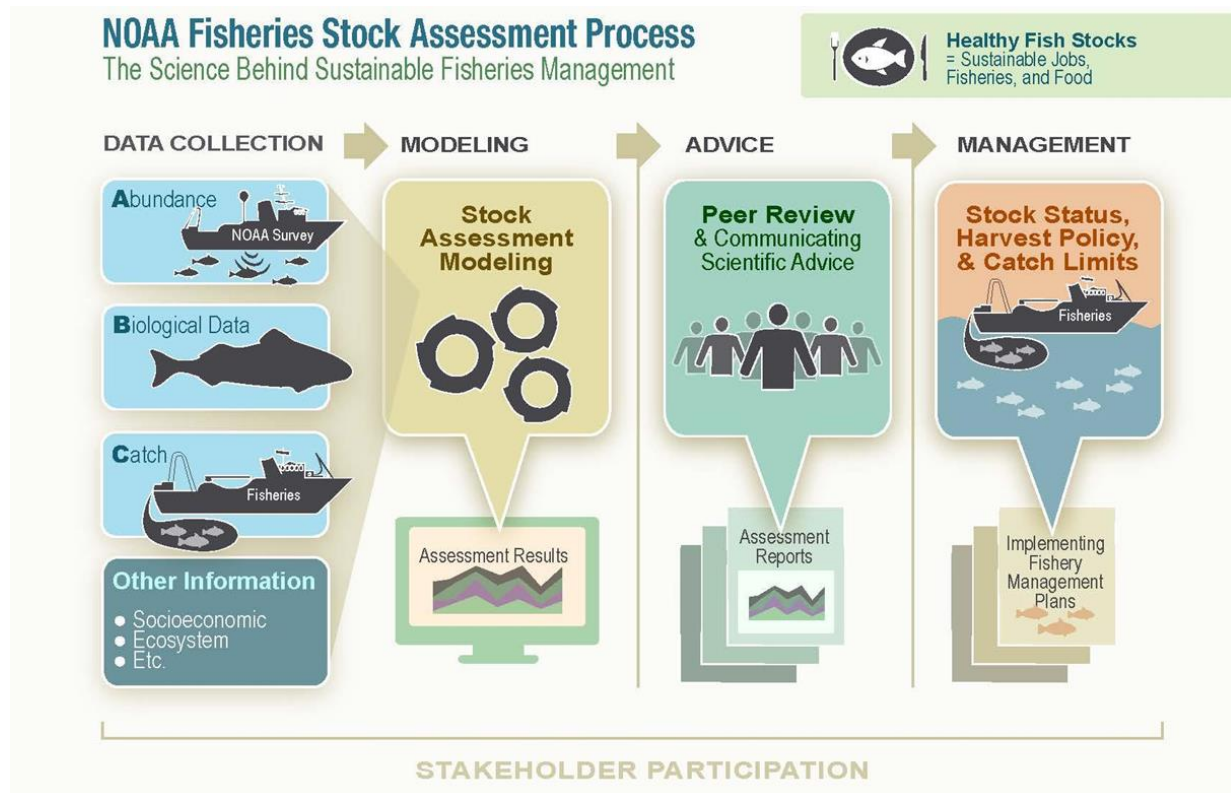 NOAA Fisheries Stock Assessment Process
The Science Behind Sustainable Fisheries Management
Healthy Fish Stocks
= Sustainable Jobs,
Fisheries, and Food
DATA COLLECTION
MODELING
ADVICE
MANAGEMENT
Abundance
NOAA Survey
Biological Data
Catch
Fisheries
Other Information
● Socioeconomic
● Ecosystem
● Etc.
Stock
Assessment
Modeling
Assessment Results
Peer Review
& Communicating
Scientific Advice
Assessment
Reports
Stock Status,
Harvest Policy,
& Catch Limits
Fisheries
Implementing
Fishery
Management
Plans
STAKEHOLDER PARTICIPATION